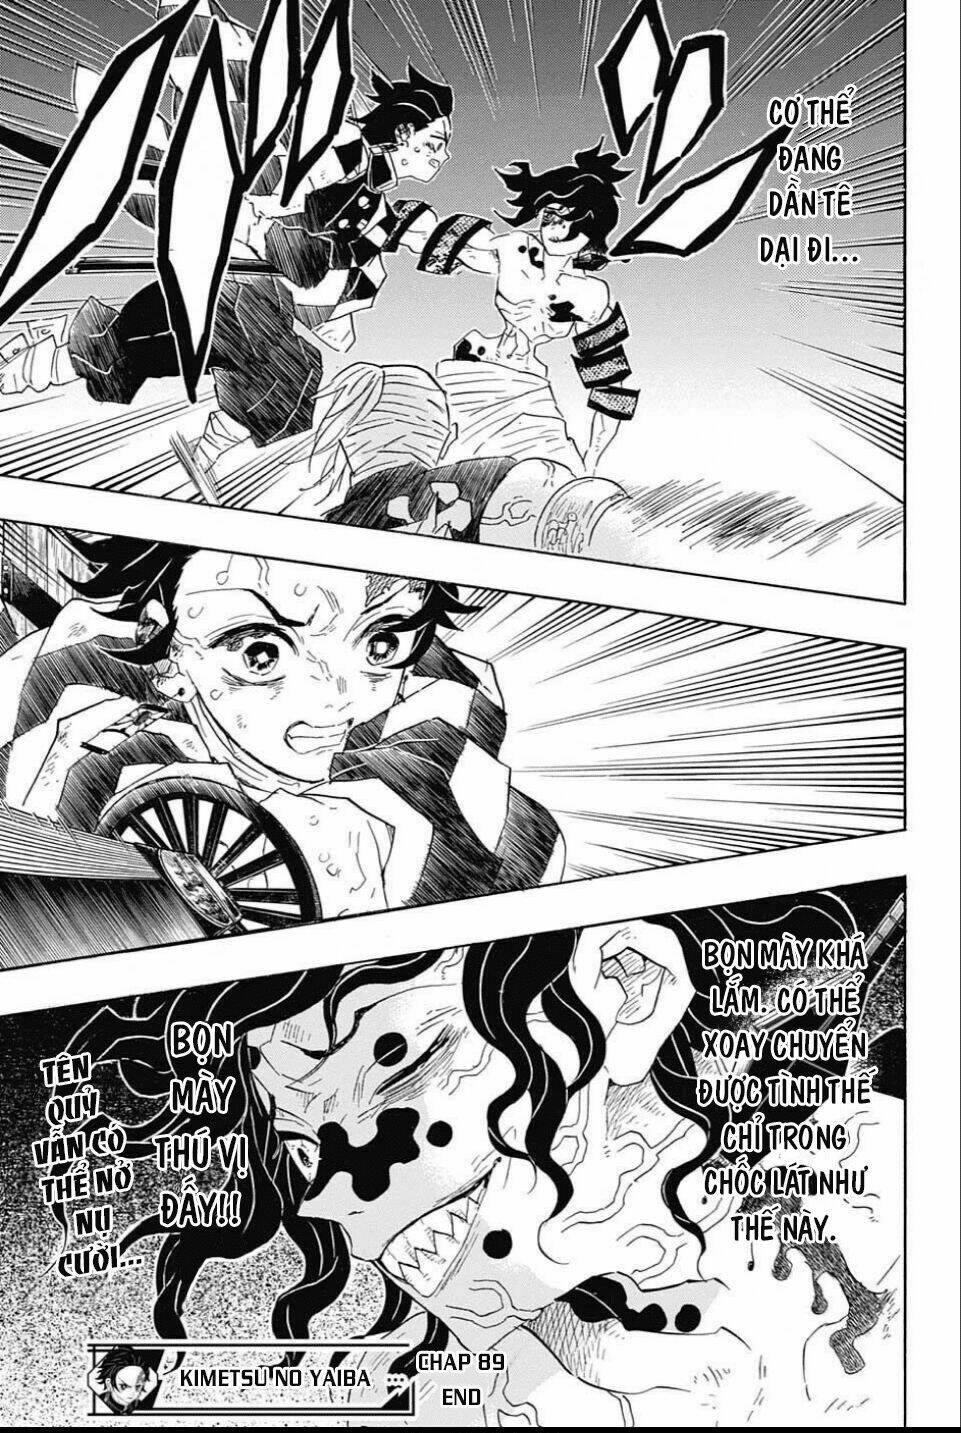 CƠ THỂ
ĐANG
DẦN TÊ
DẠI ĐI...
BỌN MÀY KHÁ
LẮM. CÓ THỂ
XOAY CHUYỂN
ĐƯỢC TÌNH THẾ
CHỈ TRONG
CHỐC LÁT NHƯ
THẾ NÀY.
BỌN
MÀY
THÚ VỊ
ĐẤY!!
TÊN
QUỶ
VẪN CÓ
THỂ NỞ
NỤ
CƯỜI...
KIMETSU NO YAIBA ...
CHAP 89
END